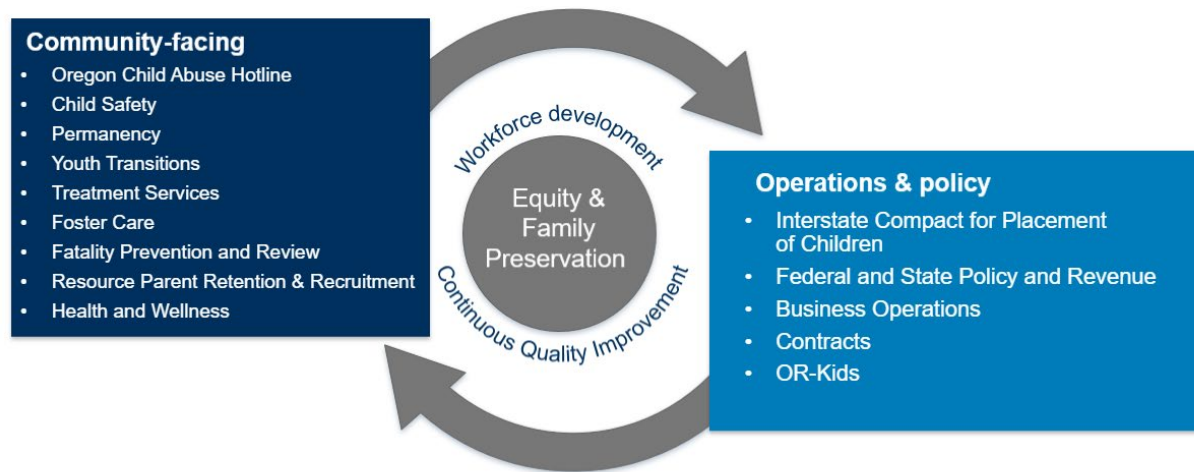 Community-facing
• Oregon Child Abuse Hotline
• Child Safety
• Permanency
• Youth Transitions
• Treatment Services
• Foster Care
• Fatality Prevention and Review
• Resource Parent Retention & Recruitment
• Health and Wellness
Workforce development
Equity &
Family
Preservation
Continuous Quality Improvement
Operations & policy
• Interstate Compact for Placement
of Children
• Federal and State Policy and Revenue
• Business Operations
• Contracts
• OR-Kids